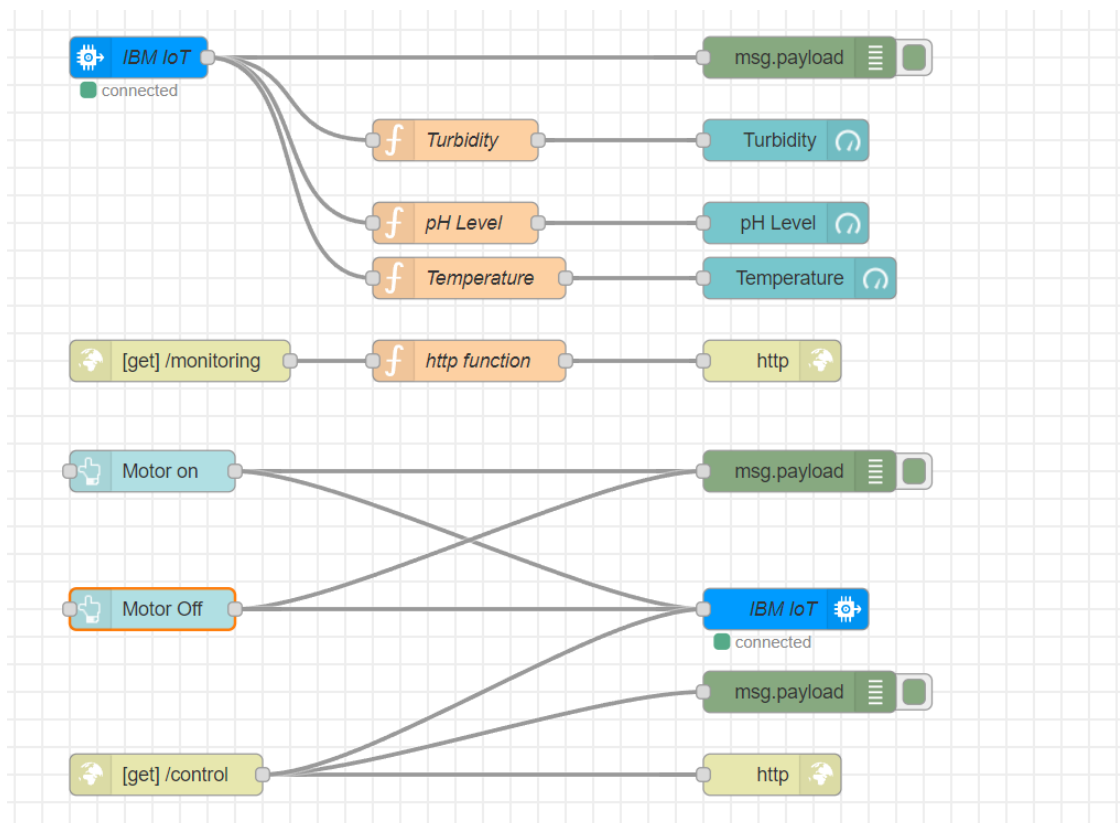 IBM IoT
msg.payload
connected
Turbidity
Turbidity
pH Level
pH Level
Temperature
Temperature
[get] /monitoring
http function
http
Motor on
msg.payload
Motor Off
IBM IoT
connected
msg.payload
[get] /control
http